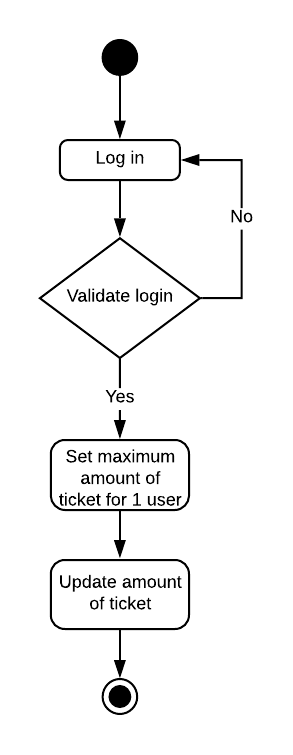 Log in
No
Validate login
Yes
Set maximum
amount of
ticket for 1 user
Update amount
of ticket